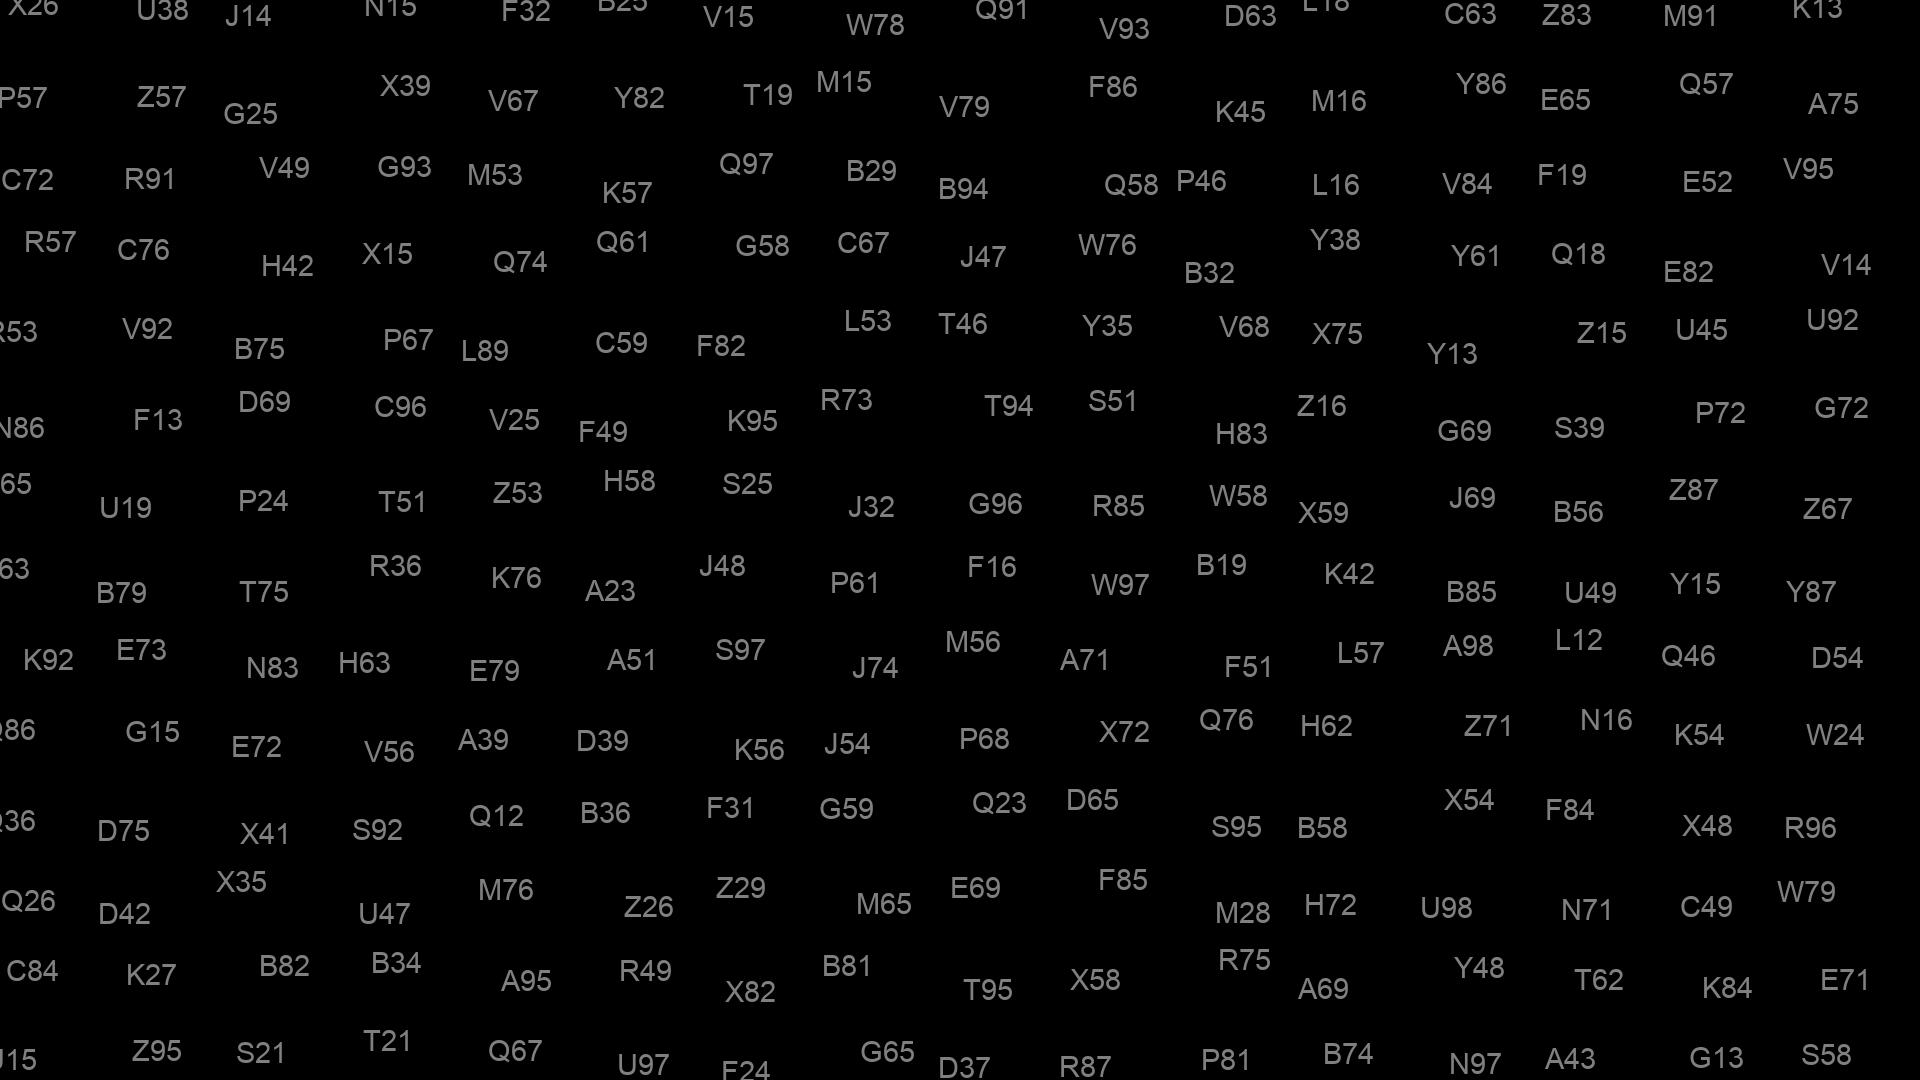 X26 U38 J14 N15 F32 B25 V15 W78 Q91 V93 D63 L18 C63 Z83 M91 K13
P57 Z57 G25 X39 V67 Y82 T19 M15 V79 F86 K45 M16 Y86 E65 Q57 A75
C72 R91 V49 G93 M53 K57 Q97 B29 B94 Q58 P46 L16 V84 F19 E52 V95
R57 C76 H42 X15 Q74 Q61 G58 C67 J47 W76 B32 Y38 Y61 Q18 E82 V14
R53 V92 B75 P67 L89 C59 F82 L53 T46 Y35 V68 X75 Y13 Z15 U45 U92
N86 F13 D69 C96 V25 F49 K95 R73 T94 S51 H83 Z16 G69 S39 P72 G72
65 U19 P24 T51 Z53 H58 S25 J32 G96 R85 W58 X59 J69 B56 Z87 Z67
63 B79 T75 R36 K76 A23 J48 P61 F16 W97 B19 K42 B85 U49 Y15 Y87
K92 E73 N83 H63 E79 A51 S97 J74 M56 A71 F51 L57 A98 L12 Q46 D54
Q86 G15 E72 V56 A39 D39 K56 J54 P68 X72 Q76 H62 Z71 N16 K54 W24
Q36 D75 X41 S92 Q12 B36 F31 G59 Q23 D65 S95 B58 X54 F84 X48 R96
Q26 D42 X35 U47 M76 Z26 Z29 M65 E69 F85 M28 H72 U98 N71 C49 W79
C84 K27 B82 B34 A95 R49 X82 B81 T95 X58 R75 A69 Y48 T62 K84 E71
Z95 S21 T21 Q67 U97 F24 G65 D37 R87 P81 B74 N97 A43 G13 S58